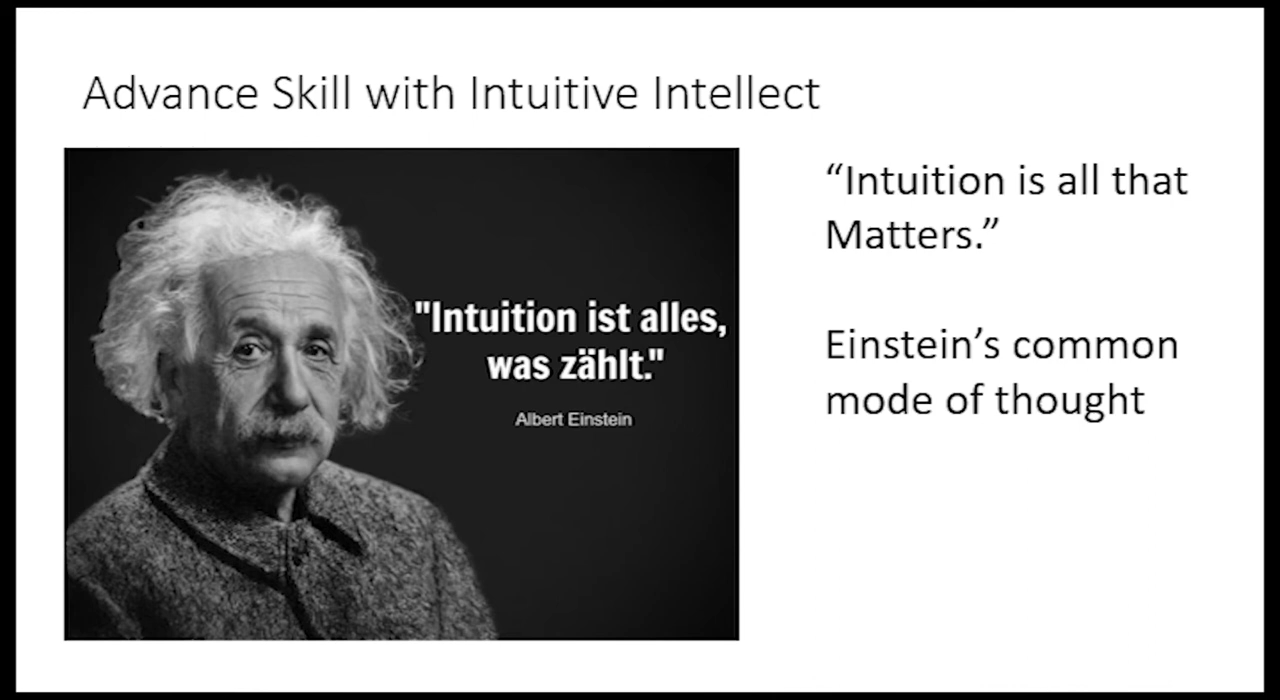 Advance Skill with Intuitive Intellect
"Intuition ist alles,
was zählt."
Albert Einstein
“Intuition is all that
Matters.”
Einstein’s common
mode of thought